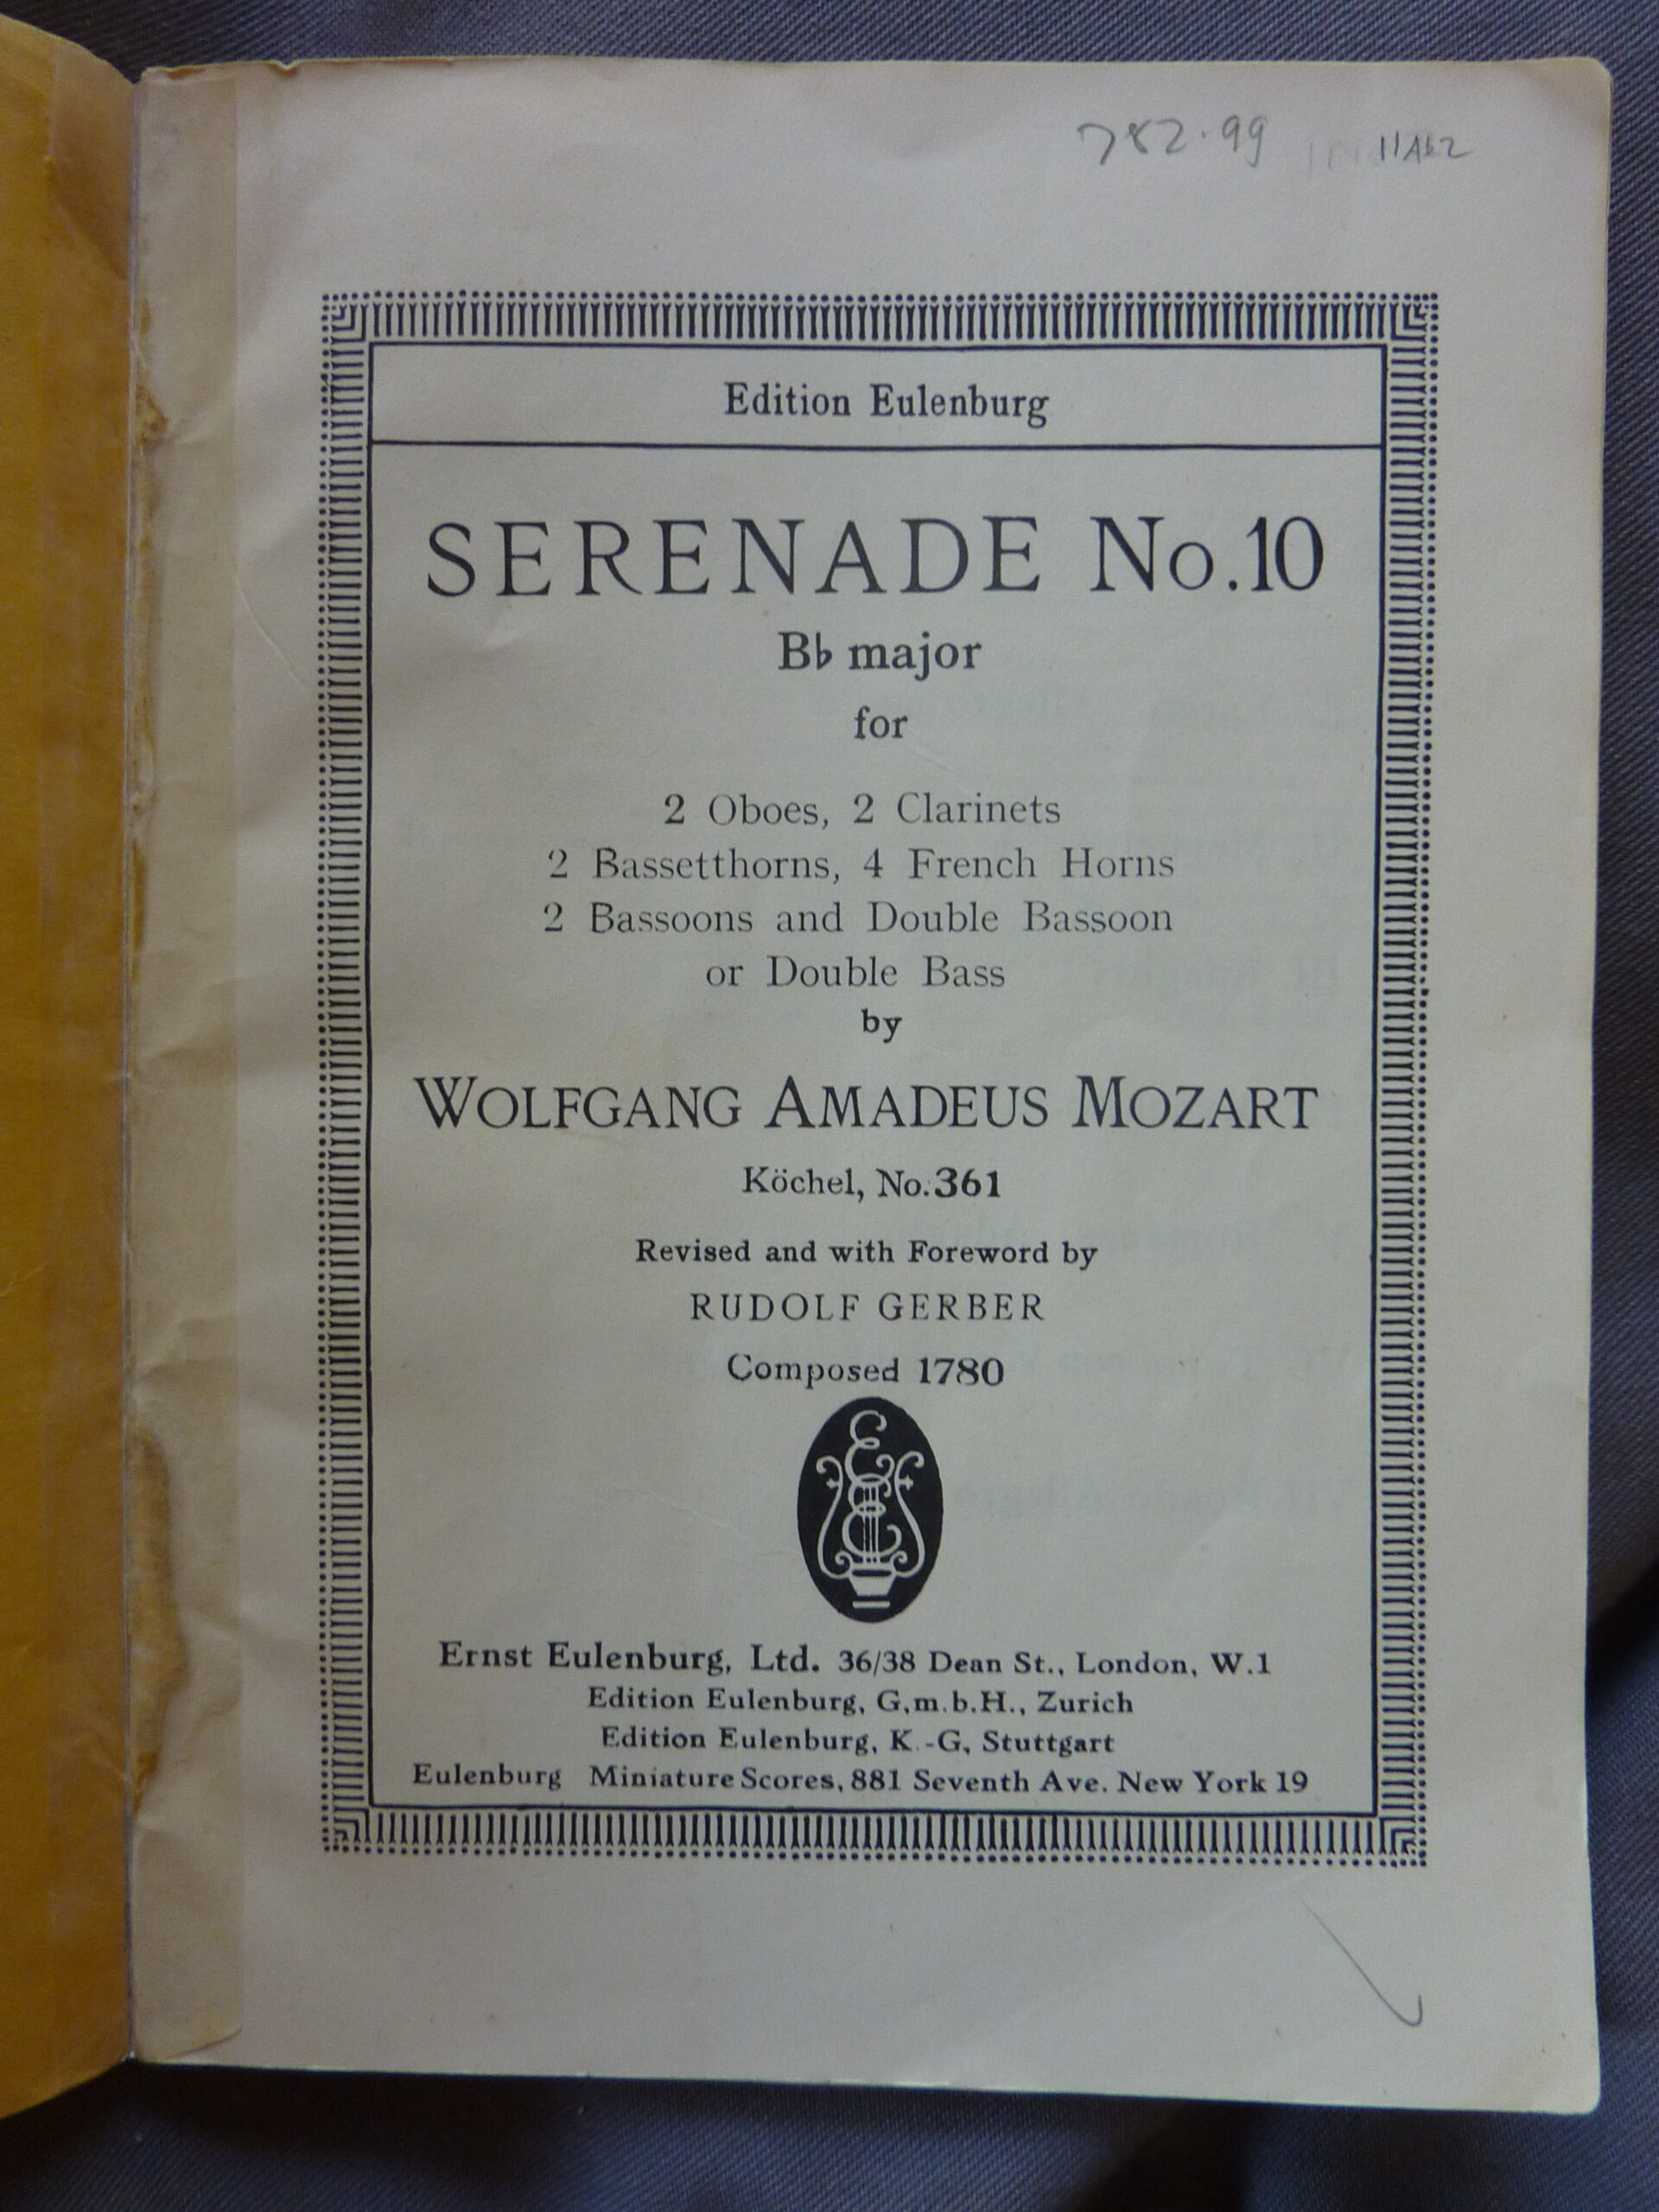 782.99 11Ab2
Edition Eulenburg
SERENADE No.10
B♭ major
for
2 Oboes, 2 Clarinets
2 Bassetthorns, 4 French Horns
2 Bassoons and Double Bassoon
or Double Bass
by
WOLFGANG AMADEUS MOZART
Köchel, No.361
Revised and with Foreword by
RUDOLF GERBER
Composed 1780
Ernst Eulenburg, Ltd. 36/38 Dean St., London, W.1
Edition Eulenburg, G,m.b.H., Zurich
Edition Eulenburg, K.-G, Stuttgart
Eulenburg Miniature Scores, 881 Seventh Ave. New York 19